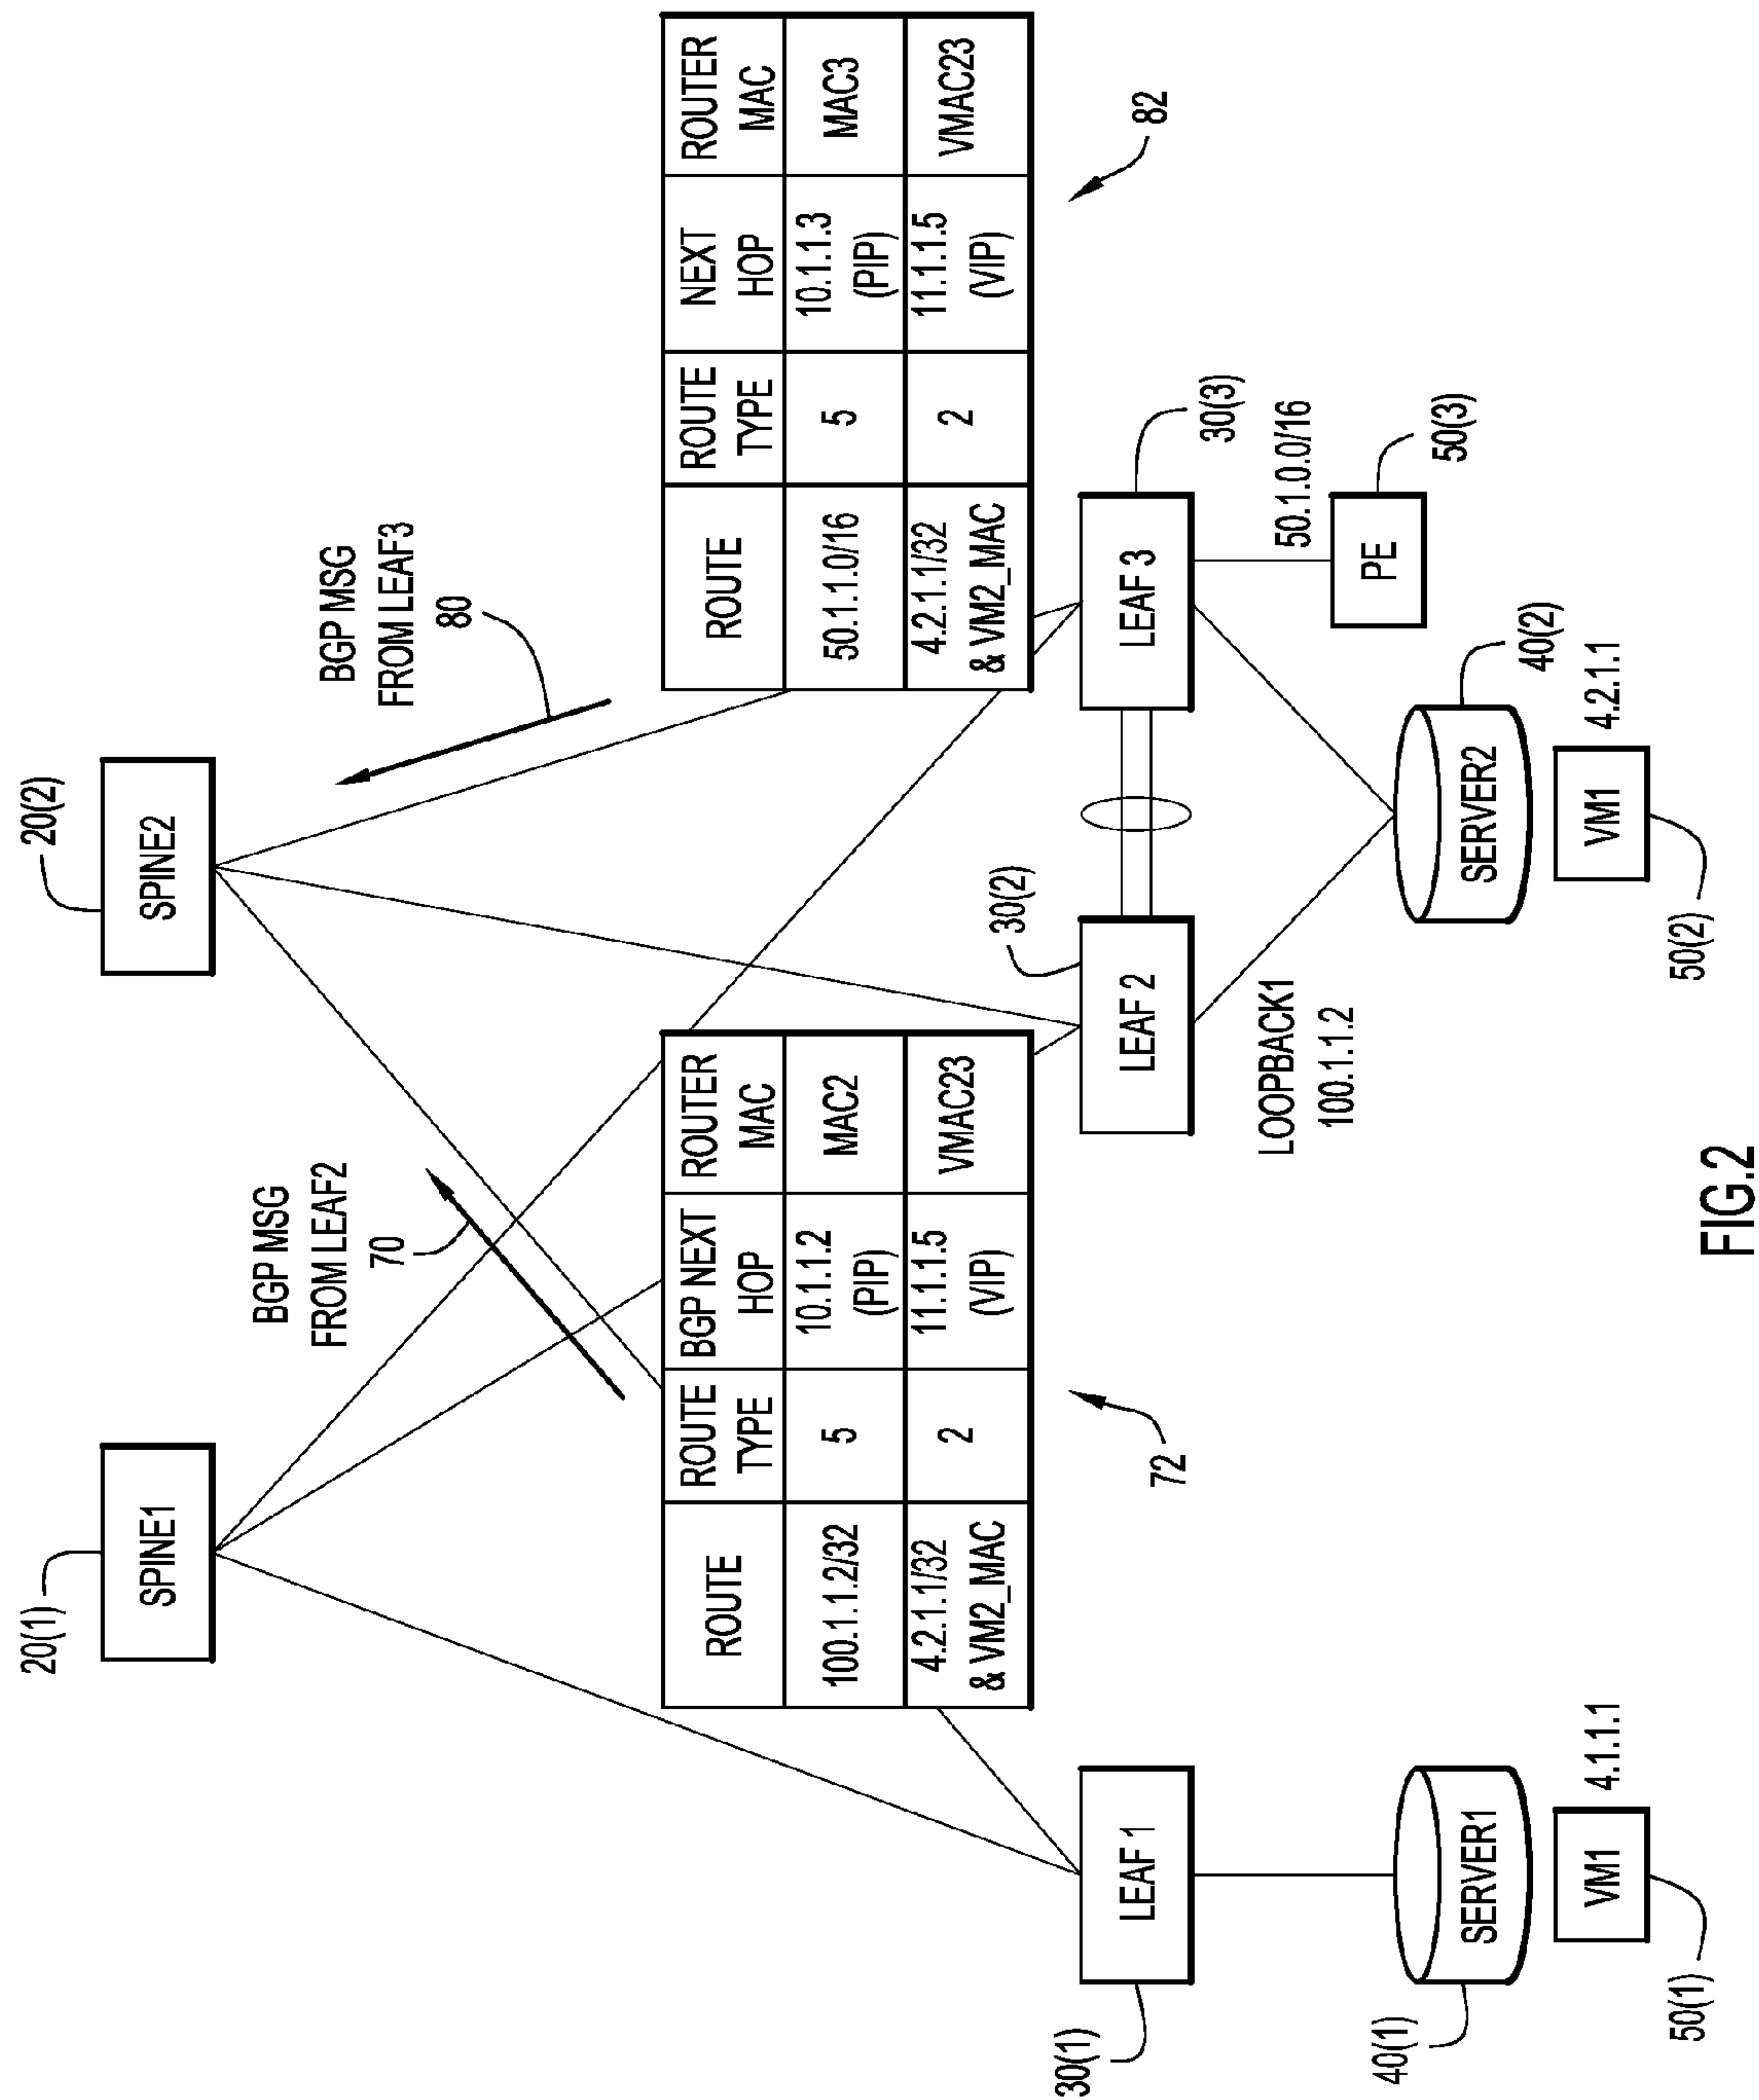 20(1)
SPINE1
20(2)
SPINE2
BGP MSG
FROM LEAF2
70
BGP MSG
FROM LEAF3
80
ROUTE
ROUTE TYPE
BGP NEXT HOP
ROUTER MAC
100.1.1.2/32
5
10.1.1.2
(PIP)
MAC2
4.2.1.1/32
& VM2_MAC
2
11.1.1.5
(VIP)
VMAC23
72
ROUTE
ROUTE TYPE
NEXT HOP
ROUTER MAC
50.1.1.0/16
5
10.1.1.3
(PIP)
MAC3
4.2.1.1/32
& VM2_MAC
2
11.1.1.5
(VIP)
VMAC23
82
30(1)
LEAF 1
30(2)
LEAF 2
LOOPBACK1
100.1.1.2
LEAF 3
30(3)
50.1.0.0/16
40(1)
SERVER1
VM1
4.1.1.1
50(1)
SERVER2
40(2)
VM1
4.2.1.1
50(2)
PE
50(3)
FIG.2